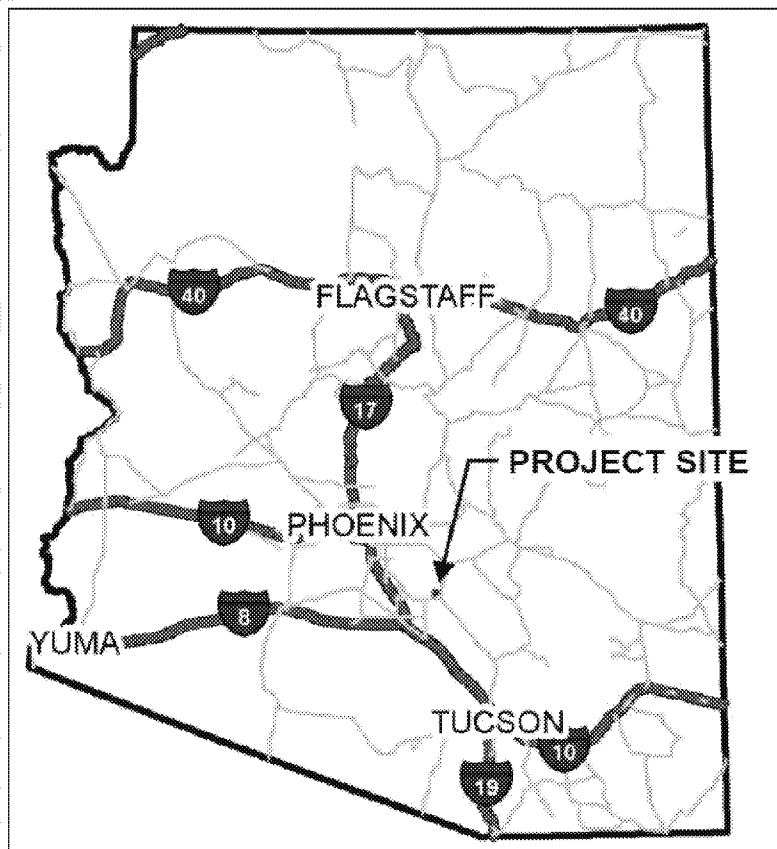 40
FLAGSTAFF
40
17
PROJECT SITE
10
PHOENIX
8
YUMA
TUCSON
10
19